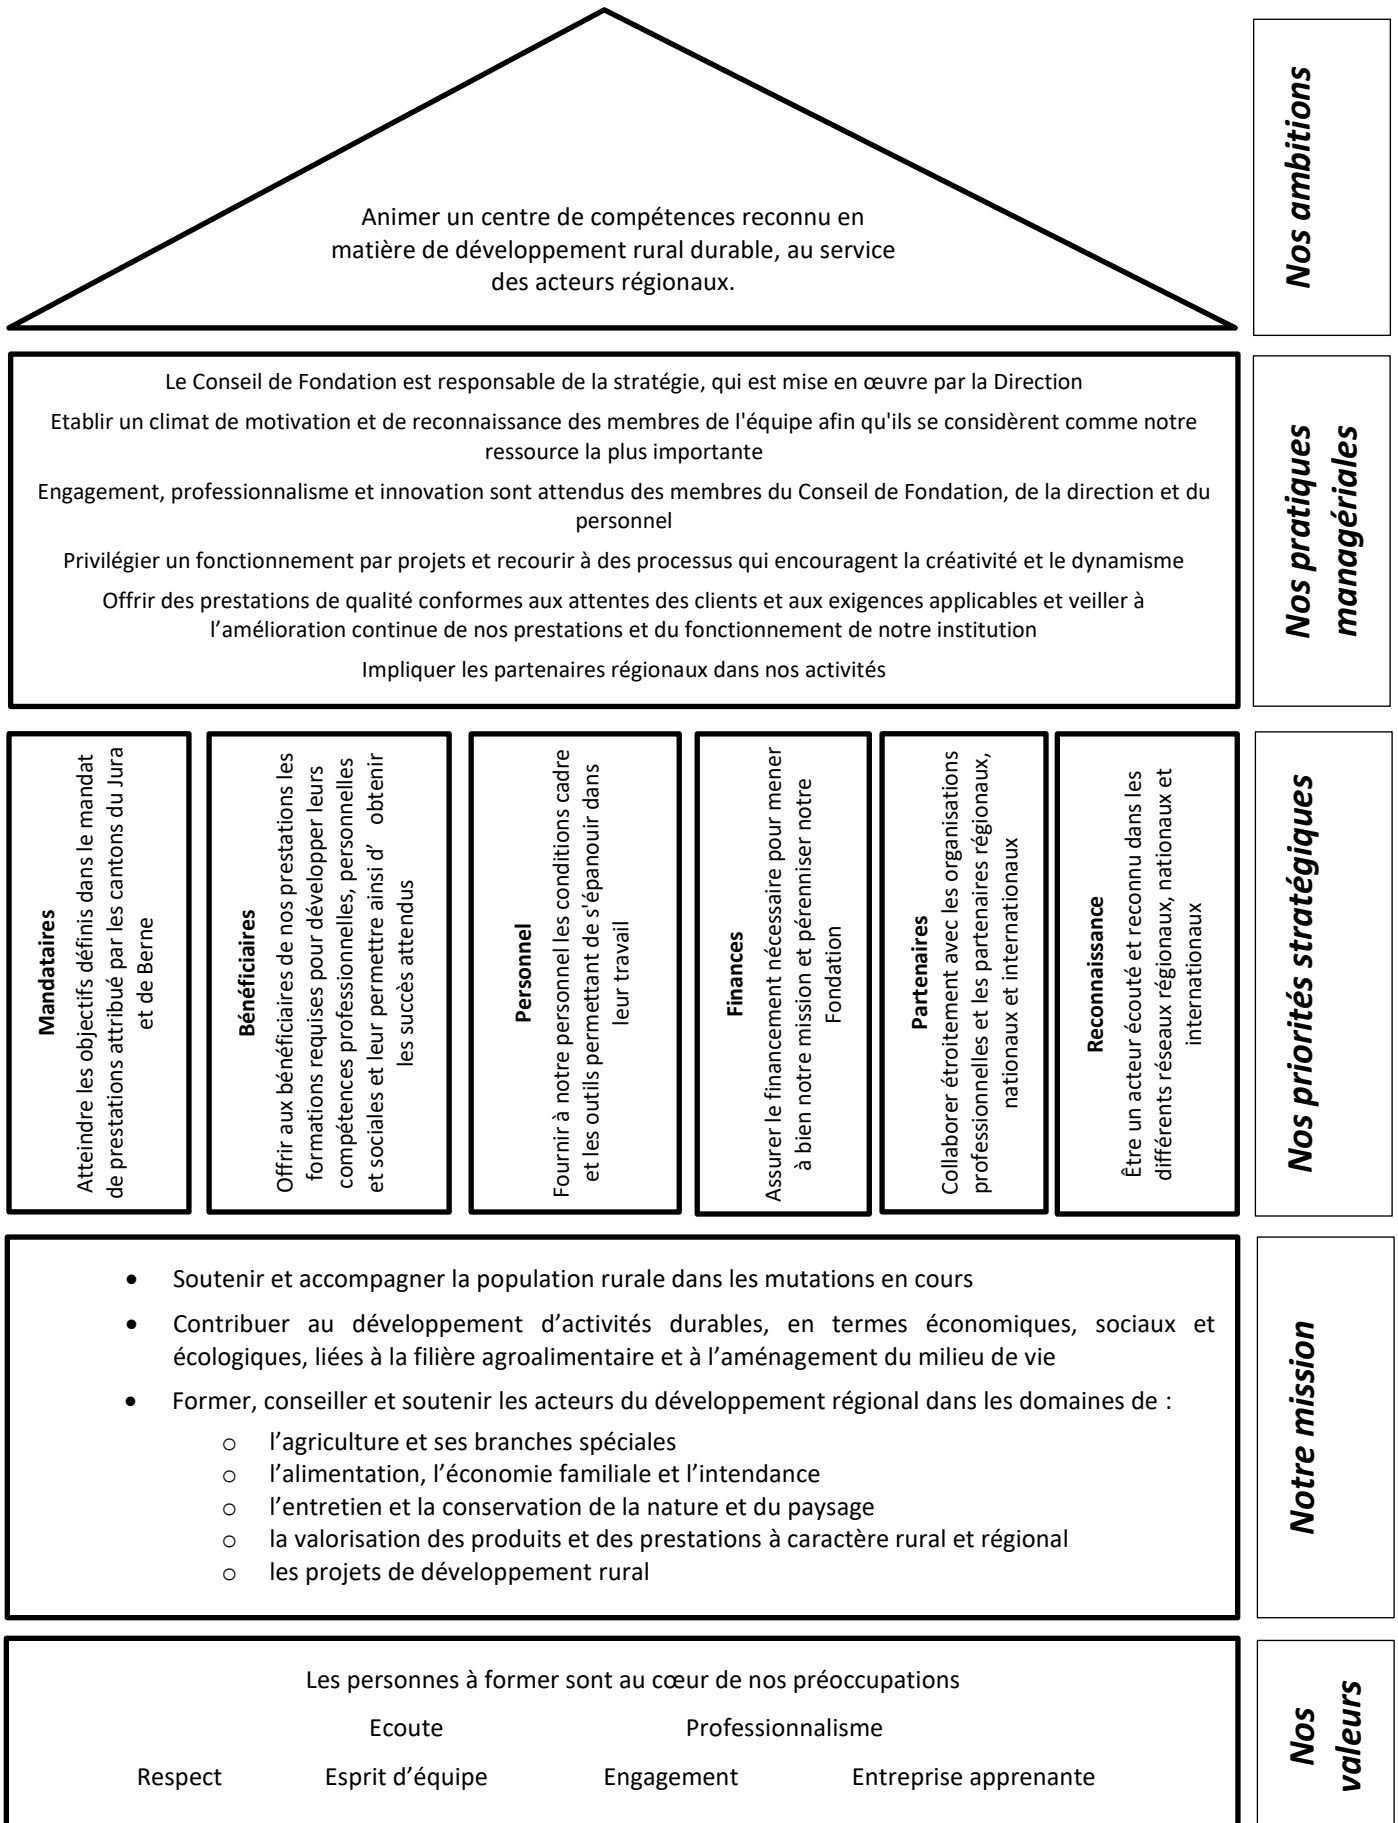 Animer un centre de compétences reconnu en
matière de développement rural durable, au service
des acteurs régionaux.
Nos ambitions
Le Conseil de Fondation est responsable de la stratégie, qui est mise en œuvre par la Direction
Etablir un climat de motivation et de reconnaissance des membres de l'équipe afin qu'ils se considèrent comme notre
ressource la plus importante
Engagement, professionnalisme et innovation sont attendus des membres du Conseil de Fondation, de la direction et du
personnel
Privilégier un fonctionnement par projets et recourir à des processus qui encouragent la créativité et le dynamisme
Offrir des prestations de qualité conformes aux attentes des clients et aux exigences applicables et veiller à
l’amélioration continue de nos prestations et du fonctionnement de notre institution
Impliquer les partenaires régionaux dans nos activités
Nos pratiques
managériales
Mandataires
Atteindre les objectifs définis dans le mandat
de prestations attribué par les cantons du Jura
et de Berne
Bénéficiaires
Offrir aux bénéficiaires de nos prestations les
formations requises pour développer leurs
compétences professionnelles, personnelles
et sociales et leur permettre ainsi d’ obtenir
les succès attendus
Personnel
Fournir à notre personnel les conditions cadre
et les outils permettant de s'épanouir dans
leur travail
Finances
Assurer le financement nécessaire pour mener
à bien notre mission et pérenniser notre
Fondation
Partenaires
Collaborer étroitement avec les organisations
professionnelles et les partenaires régionaux,
nationaux et internationaux
Reconnaissance
Être un acteur écouté et reconnu dans les
différents réseaux régionaux, nationaux et
internationaux
Nos priorités stratégiques
• Soutenir et accompagner la population rurale dans les mutations en cours
• Contribuer au développement d’activités durables, en termes économiques, sociaux et
écologiques, liées à la filière agroalimentaire et à l’aménagement du milieu de vie
• Former, conseiller et soutenir les acteurs du développement régional dans les domaines de :
o l’agriculture et ses branches spéciales
o l’alimentation, l’économie familiale et l’intendance
o l’entretien et la conservation de la nature et du paysage
o la valorisation des produits et des prestations à caractère rural et régional
o les projets de développement rural
Notre mission
Les personnes à former sont au cœur de nos préoccupations
Ecoute Professionnalisme
Respect Esprit d’équipe Engagement Entreprise apprenante
Nos
valeurs